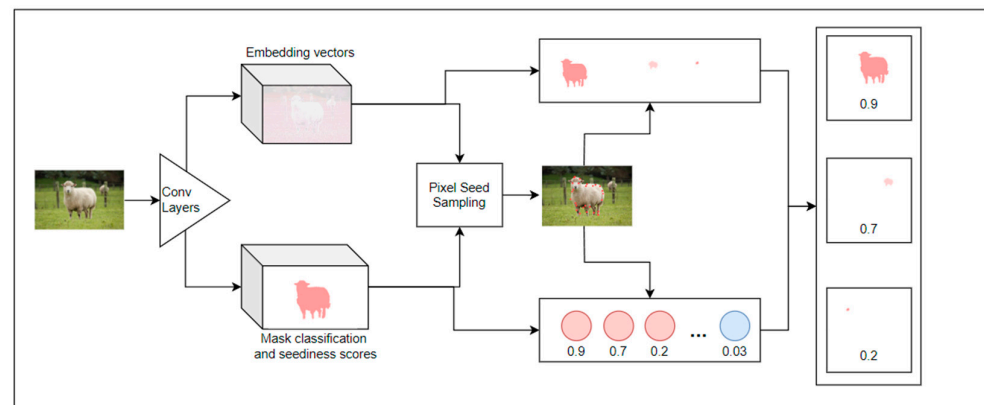 Embedding vectors
Conv
Layers
Pixel Seed
Sampling
Mask classification
and seediness scores
0.9
0.7
0.2
...
0.03
0.9
0.7
0.2